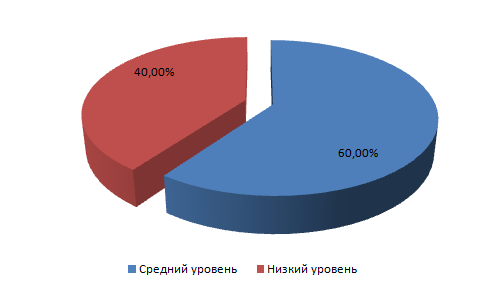 40,00%
60,00%
Средний уровень
Низкий уровень